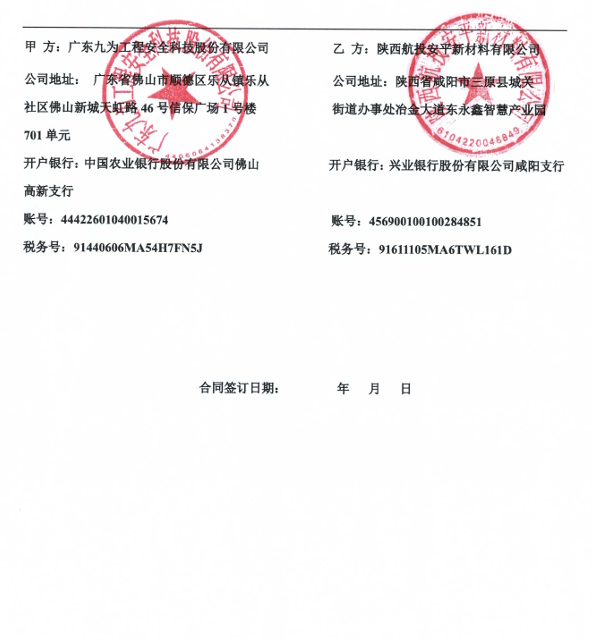 甲 方：广东九为工程安全科技股份有限公司
公司地址： 广东省佛山市顺德区乐从镇乐从
社区佛山新城天虹路 46 号信保广场 1 号楼
701 单元
开户银行：中国农业银行股份有限公司佛山
高新支行
账号：44422601040015674
税务号：91440606MA54H7FN5J
广东九为工程安全科技股份有限公司
乙 方：陕西航投安平新材料有限公司
公司地址：陕西省咸阳市三原县城关
街道办事处冶金大道东永鑫智慧产业园
开户银行：兴业银行股份有限公司咸阳支行
账号：456900100100284851
税务号：91611105MA6TWL161D
陕西航投安平新材料有限公司
6104220046849
合同签订日期： 年 月 日